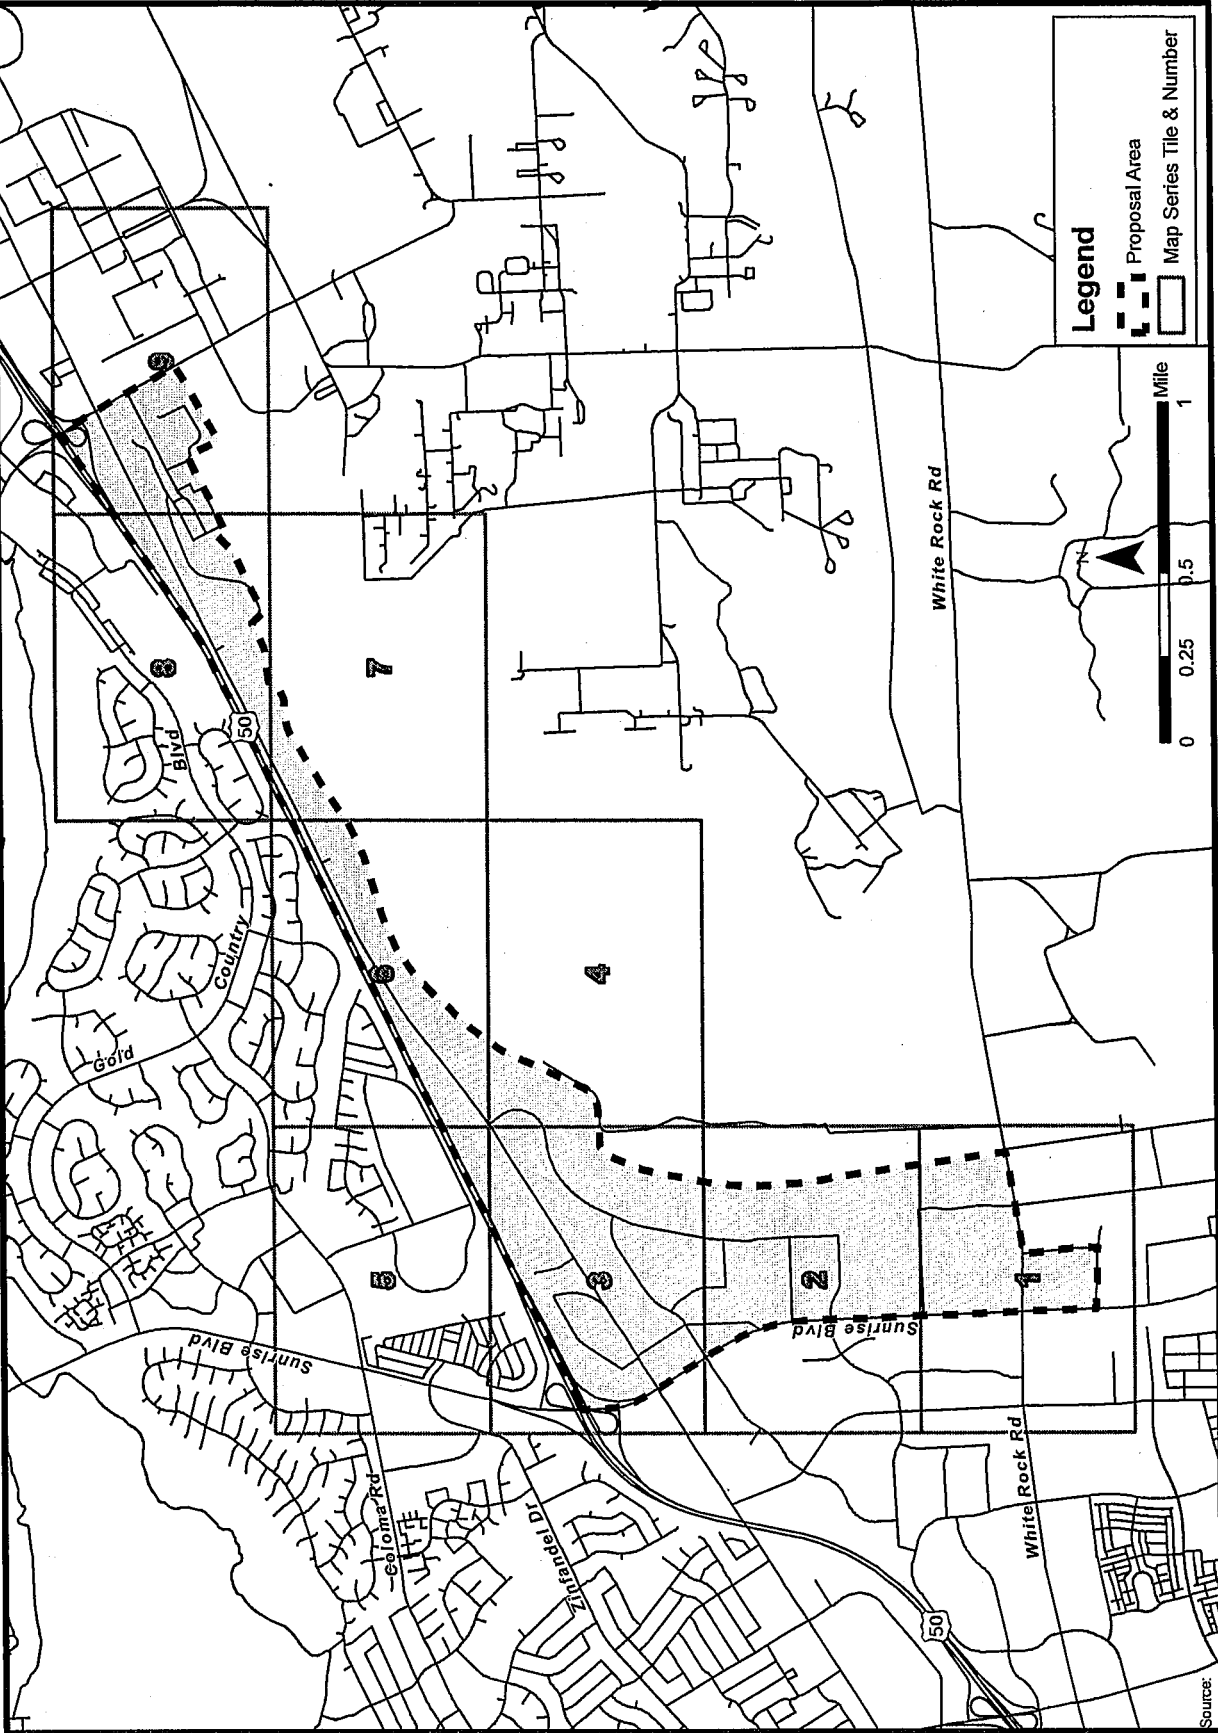 9
8
7
50
Blvd
Country
Gold
6
4
5
3
2
1
Sunrise Blvd
Sunrise Blvd
Coloma Rd
Zinfandel Dr
White Rock Rd
White Rock Rd
50
Legend
Proposal Area
Map Series Tile & Number
N
0 0.25 0.5 1 Mile
Source: